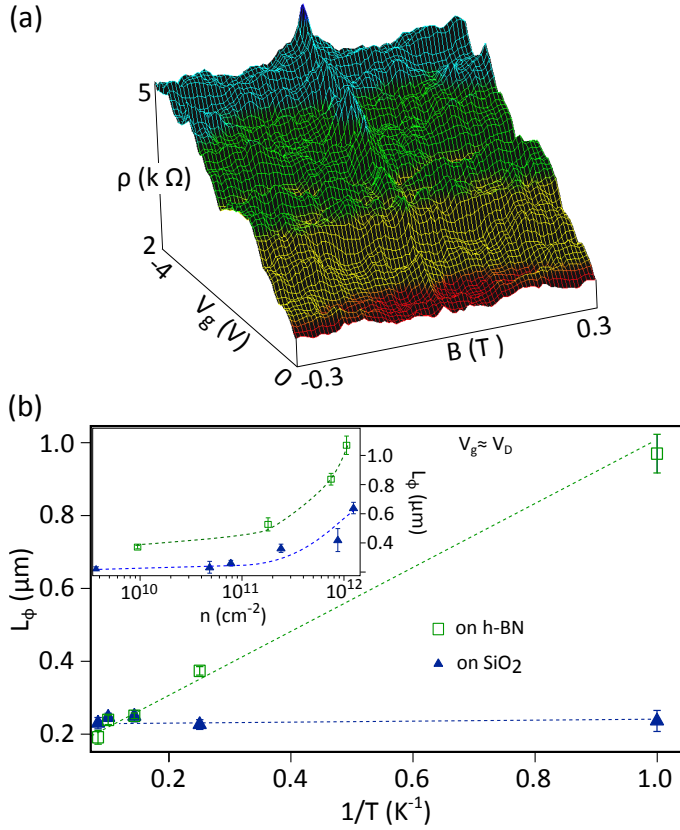 (a)
5
ρ (k Ω)
2
-4
V_g (V)
0
-0.3
B (T)
0.3
(b)
1.0
0.8
0.6
0.4
0.2
L_ϕ (μm)
V_g≈ V_D
1.0
0.8
0.6
0.4
L_ϕ (μm)
10^10
10^11
10^12
n (cm^-2)
on h-BN
on SiO_2
0.2
0.4
0.6
0.8
1.0
1/T (K^-1)